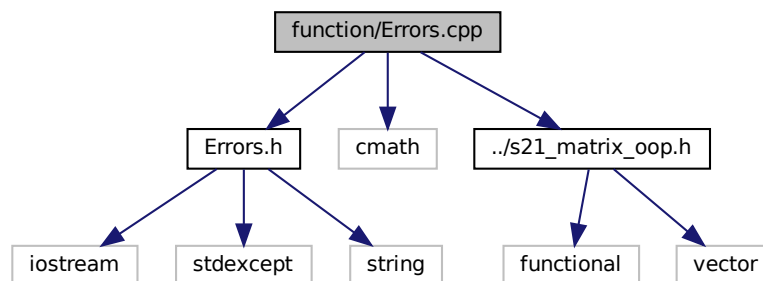 function/Errors.cpp
Errors.h
cmath
../s21_matrix_oop.h
iostream
stdexcept
string
functional
vector